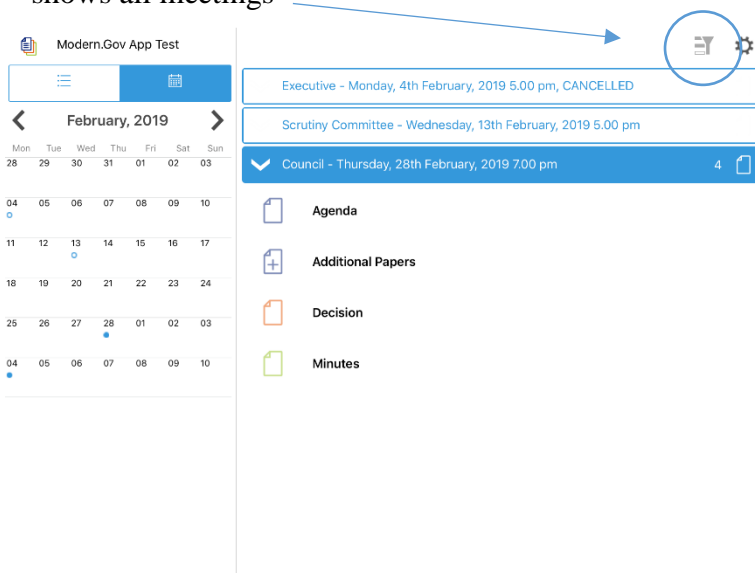 shows all meetings
Modern.Gov App Test
February, 2019
Mon Tue Wed Thu Fri Sat Sun
28 29 30 31 01 02 03
04 05 06 07 08 09 10
11 12 13 14 15 16 17
18 19 20 21 22 23 24
25 26 27 28 01 02 03
04 05 06 07 08 09 10
Executive - Monday, 4th February, 2019 5.00 pm, CANCELLED
Scrutiny Committee - Wednesday, 13th February, 2019 5.00 pm
Council - Thursday, 28th February, 2019 7.00 pm 4
Agenda
Additional Papers
Decision
Minutes